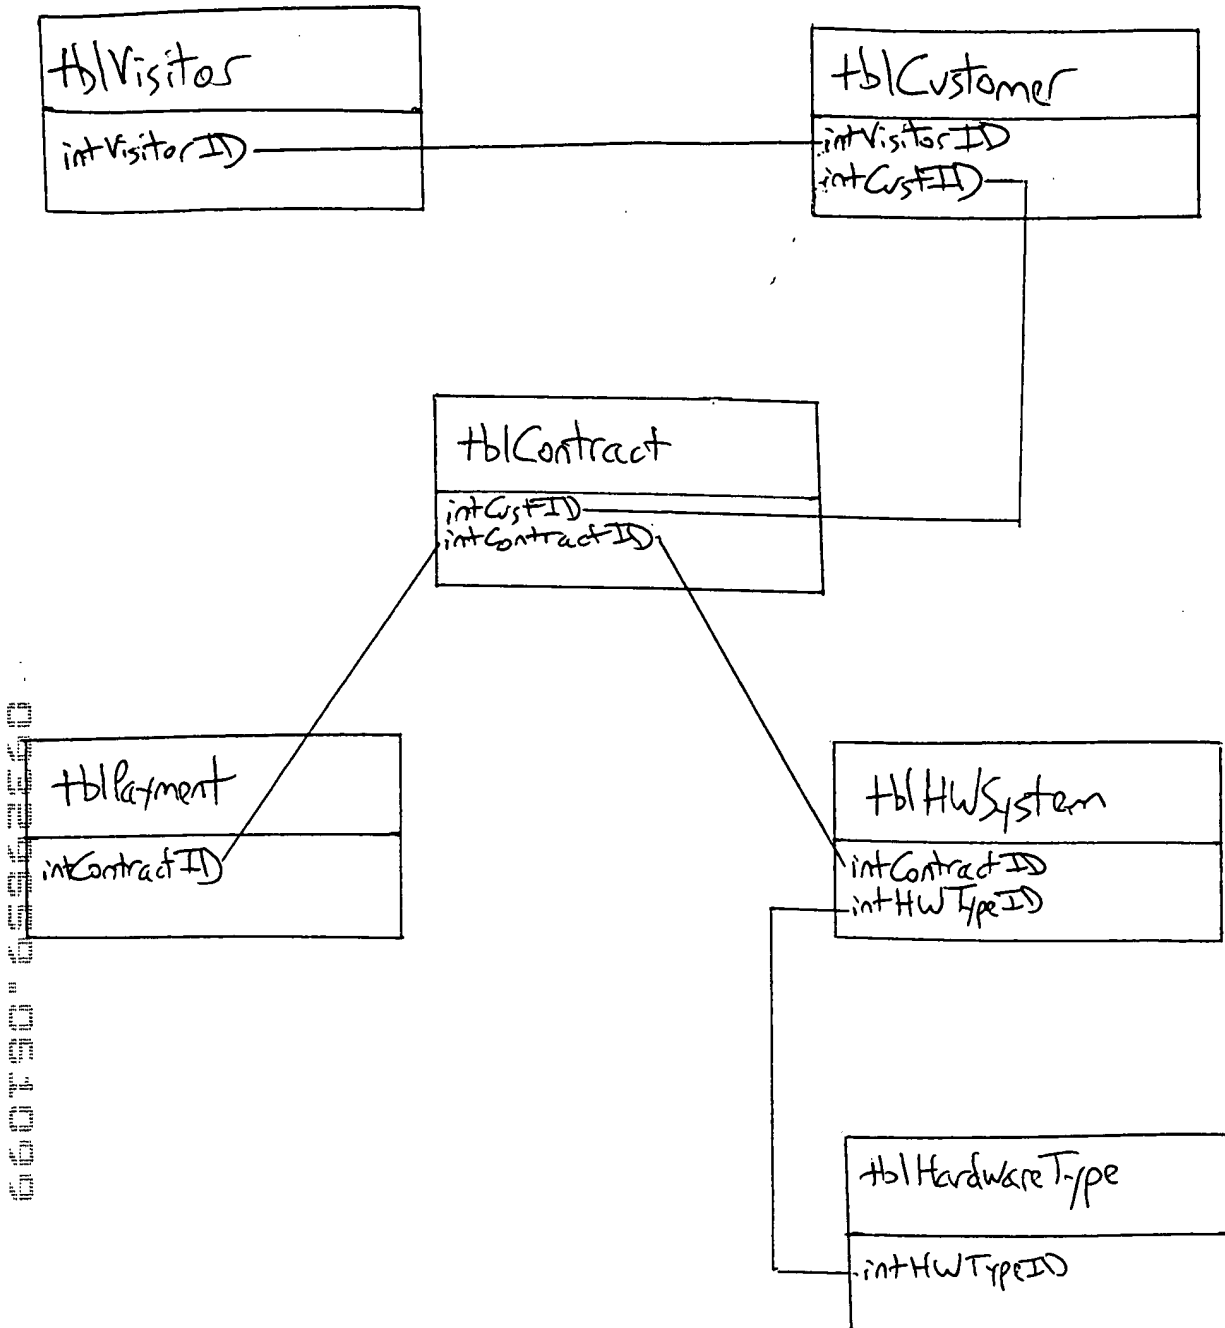 tblVisitor
intVisitorID
tblCustomer
intVisitorID
intCustID
tblContract
intCustID
intContractID
tblPayment
intContractID
tblHWSystem
intContractID
intHWTypeID
tblHardwareType
intHWTypeID